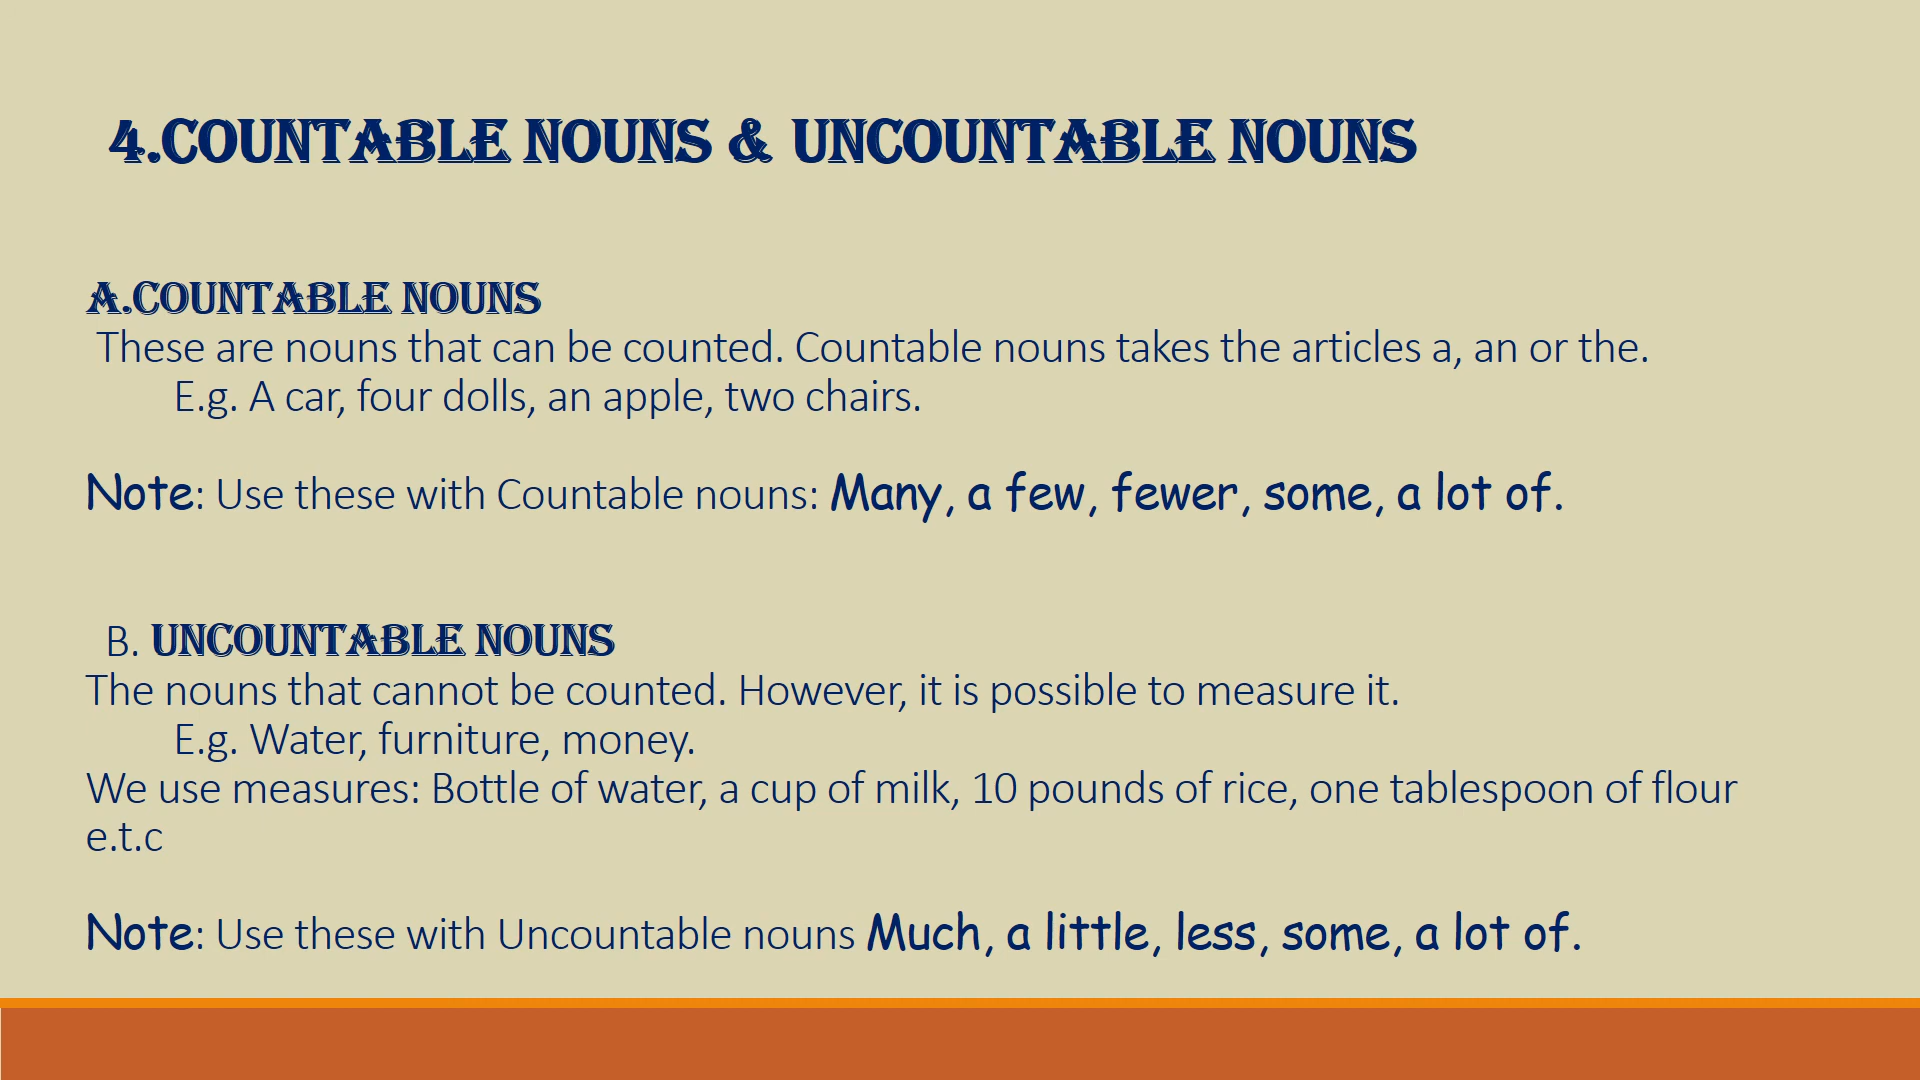 4.COUNTABLE NOUNS & UNCOUNTABLE NOUNS
A.COUNTABLE NOUNS
These are nouns that can be counted. Countable nouns takes the articles a, an or the.
E.g. A car, four dolls, an apple, two chairs.
Note: Use these with Countable nouns: Many, a few, fewer, some, a lot of.
B. UNCOUNTABLE NOUNS
The nouns that cannot be counted. However, it is possible to measure it.
E.g. Water, furniture, money.
We use measures: Bottle of water, a cup of milk, 10 pounds of rice, one tablespoon of flour
e.t.c
Note: Use these with Uncountable nouns Much, a little, less, some, a lot of.